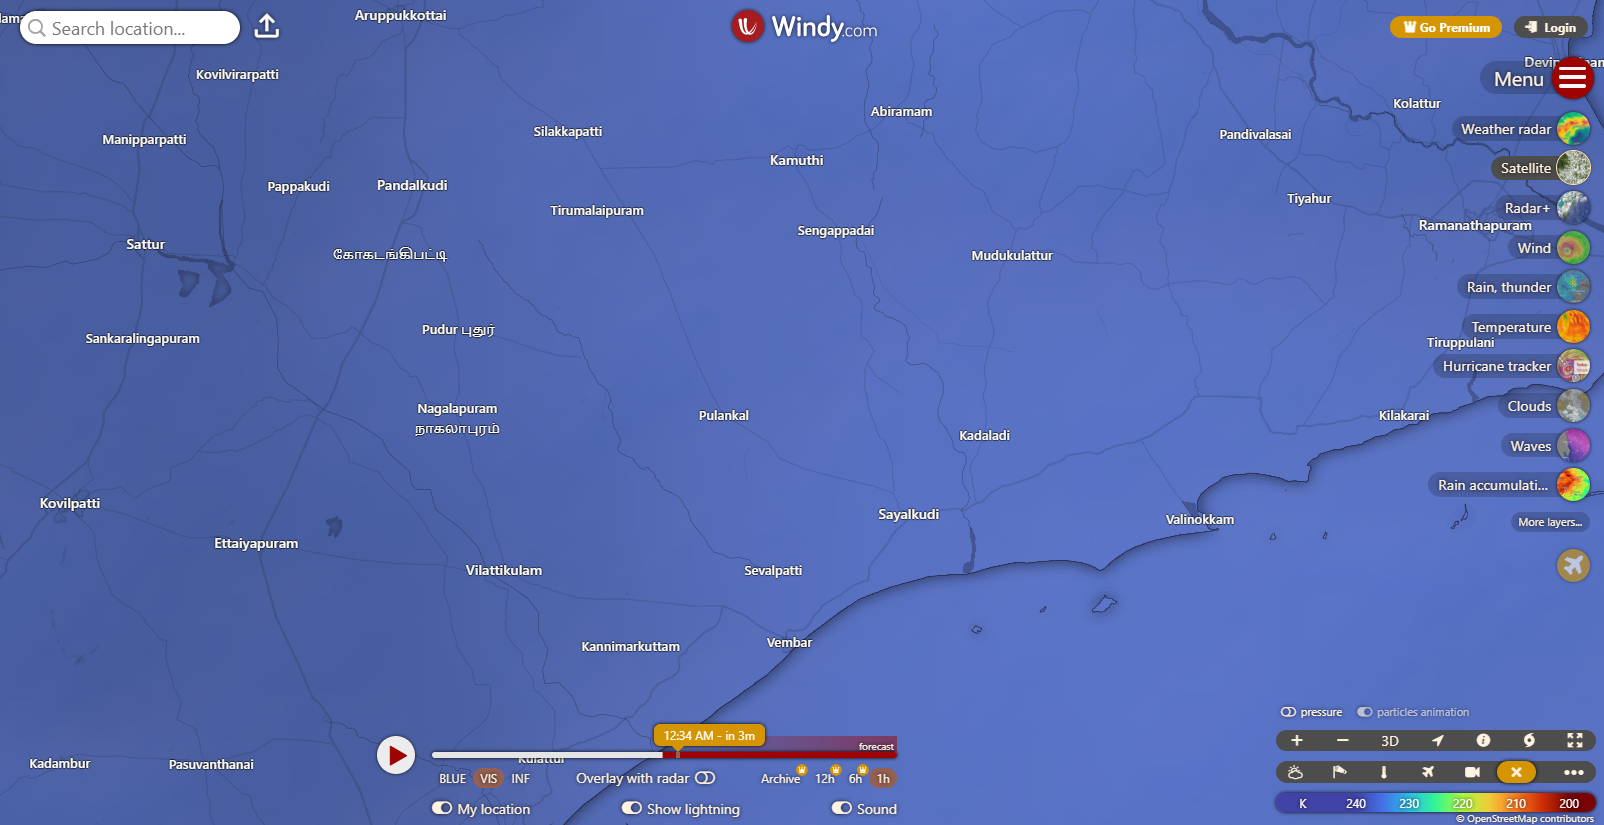 Aruppukkottai
Search location...
Windy.com
Go Premium
Login
Kovilvirarpatti
Menu
Kolattur
Abiramam
Silakkapatti
Pandivalasai
Weather radar
Manipparpatti
Kamuthi
Satellite
Pappakudi
Pandalkudi
Tiyahur
Radar+
Tirumalaipuram
Ramanathapuram
Sengappadai
Sattur
Wind
கோகடங்கிபட்டி
Mudukulattur
Rain, thunder
Pudur புதுர்
Temperature
Sankaralingapuram
Tiruppulani
Hurricane tracker
Nagalapuram
நாகலாபுரம்
Clouds
Pulankal
Kilakarai
Kadaladi
Waves
Rain accumulati...
Kovilpatti
Sayalkudi
Valinokkam
More layers...
Ettaiyapuram
Vilattikulam
Sevalpatti
Kannimarkuttam
Vembar
pressure
particles animation
12:34 AM - in 3m
forecast
3D
Kadambur
Pasuvanthanai
Kulattur
BLUE VIS INF
Overlay with radar
Archive 12h 6h 1h
My location
Show lightning
Sound
K 240 230 220 210 200
© OpenStreetMap contributors